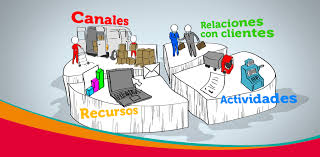 Canales
Relaciones
con clientes
Recursos
Actividades